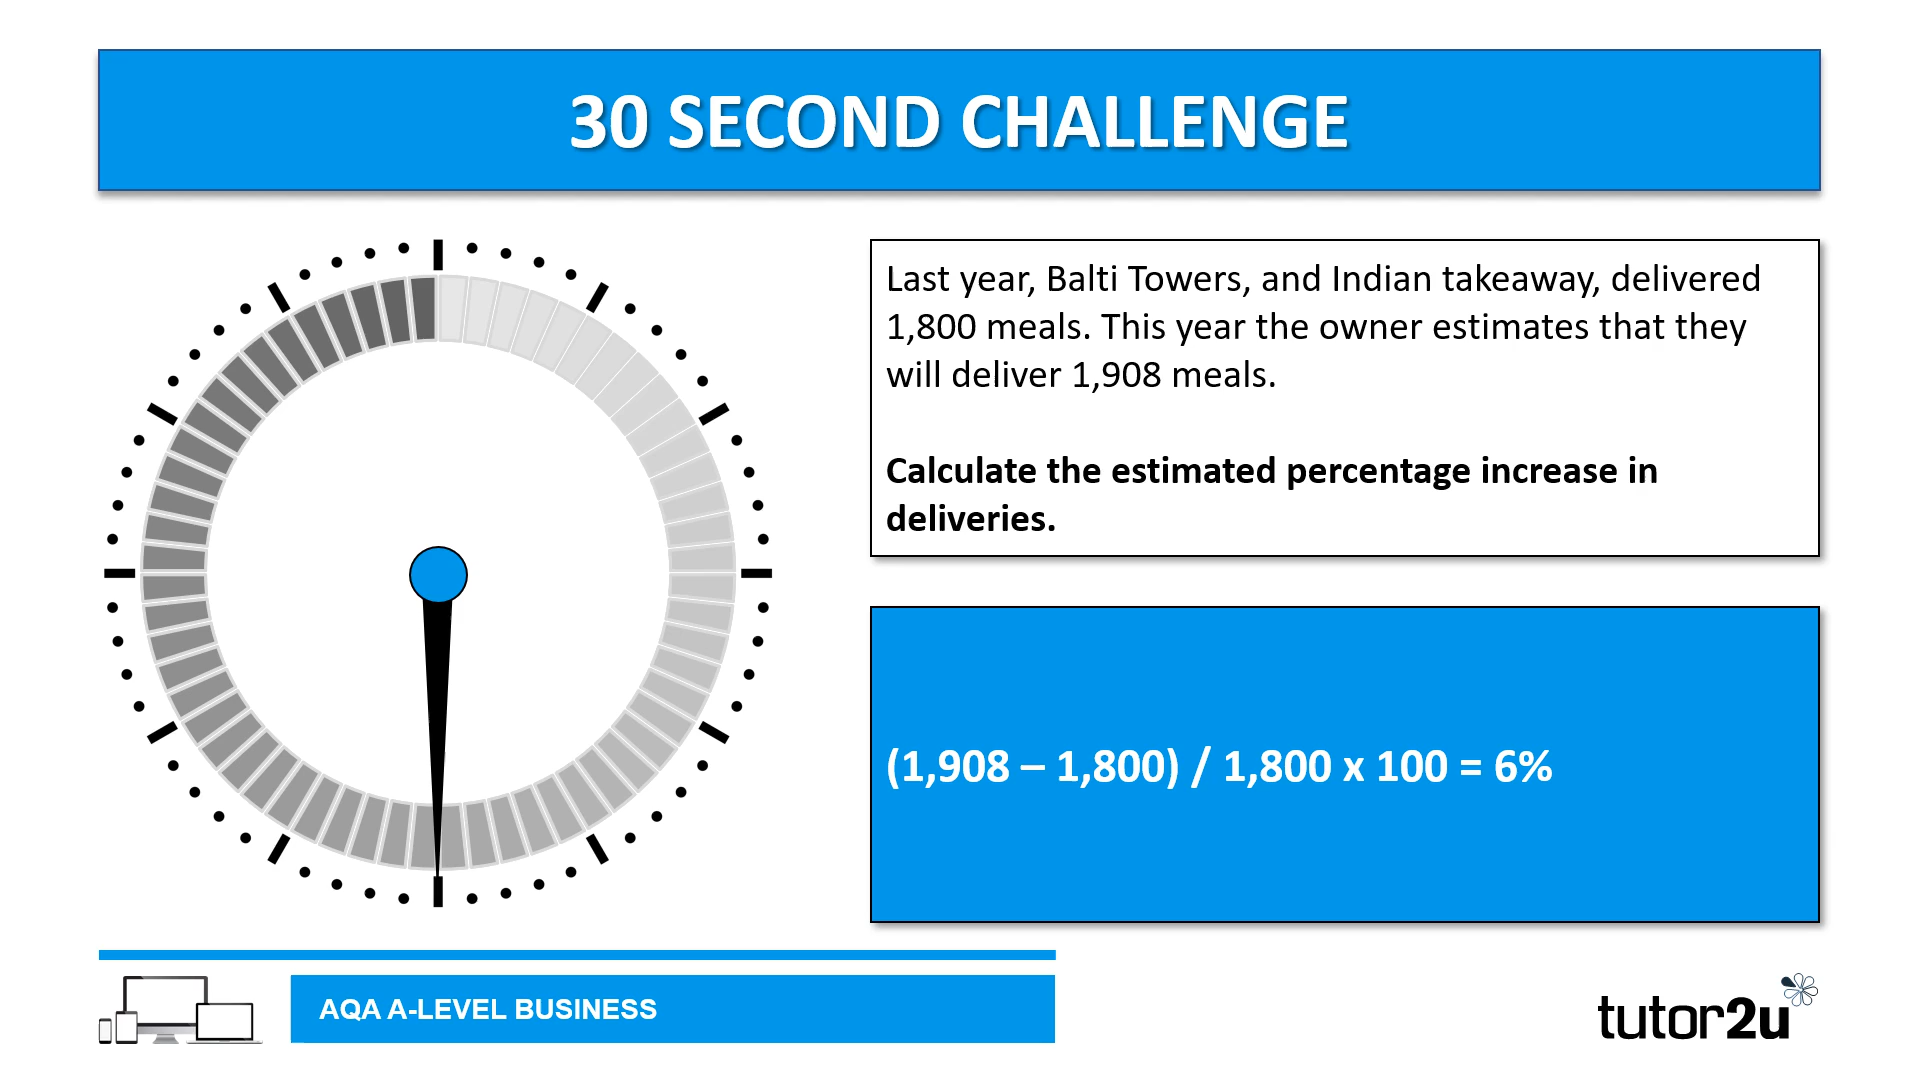 30 SECOND CHALLENGE
Last year, Balti Towers, and Indian takeaway, delivered
1,800 meals. This year the owner estimates that they
will deliver 1,908 meals.
Calculate the estimated percentage increase in
deliveries.
(1,908 – 1,800) / 1,800 x 100 = 6%
AQA A-LEVEL BUSINESS
tutor2u